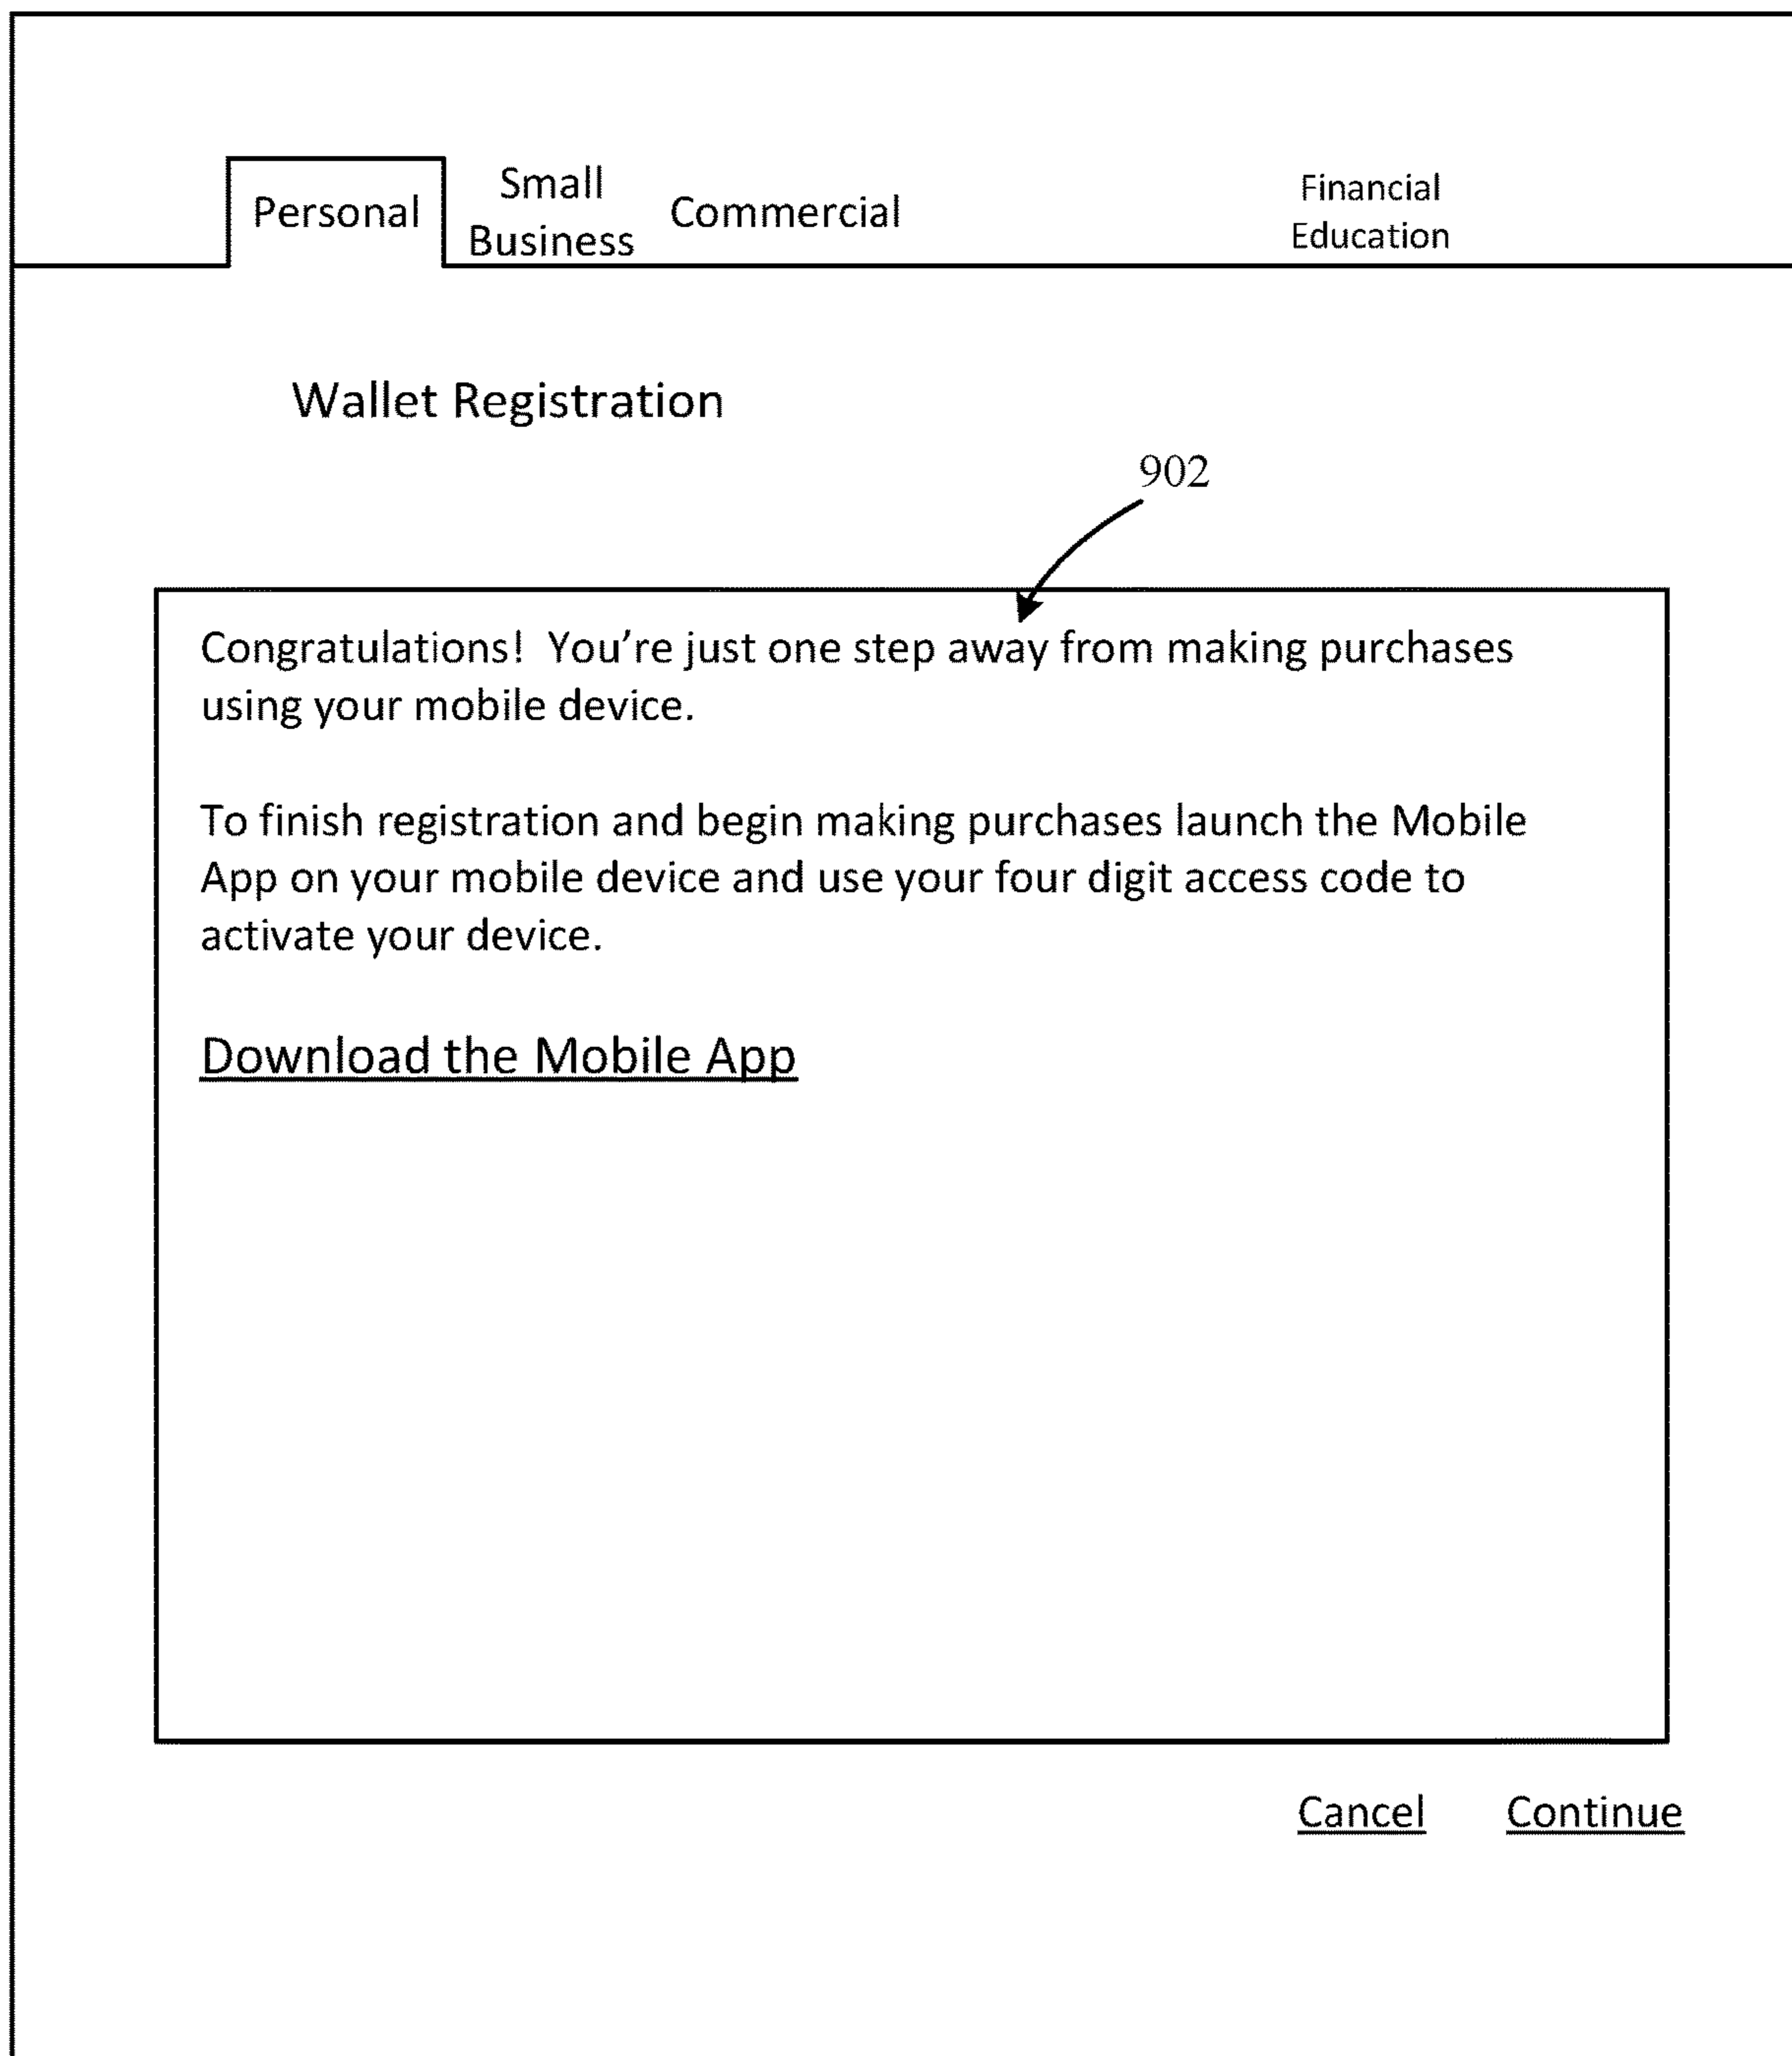 Personal
Small
Business
Commercial
Financial
Education
Wallet Registration
902
Congratulations!  You're just one step away from making purchases
using your mobile device.
To finish registration and begin making purchases launch the Mobile
App on your mobile device and use your four digit access code to
activate your device.
Download the Mobile App
Cancel
Continue